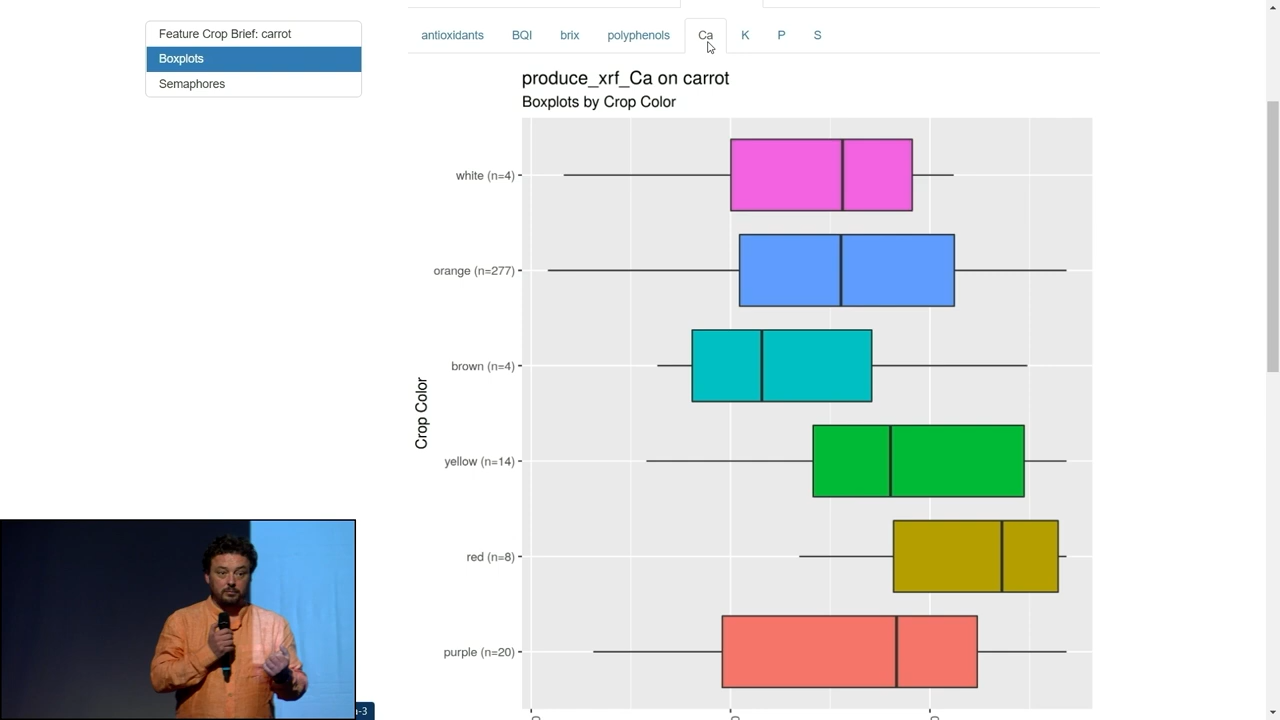 Feature Crop Brief: carrot
Boxplots
Semaphores
antioxidants BQI brix polyphenols Ca K P S
produce_xrf_Ca on carrot
Boxplots by Crop Color
Crop Color
white (n=4)
orange (n=277)
brown (n=4)
yellow (n=14)
red (n=8)
purple (n=20)
-3